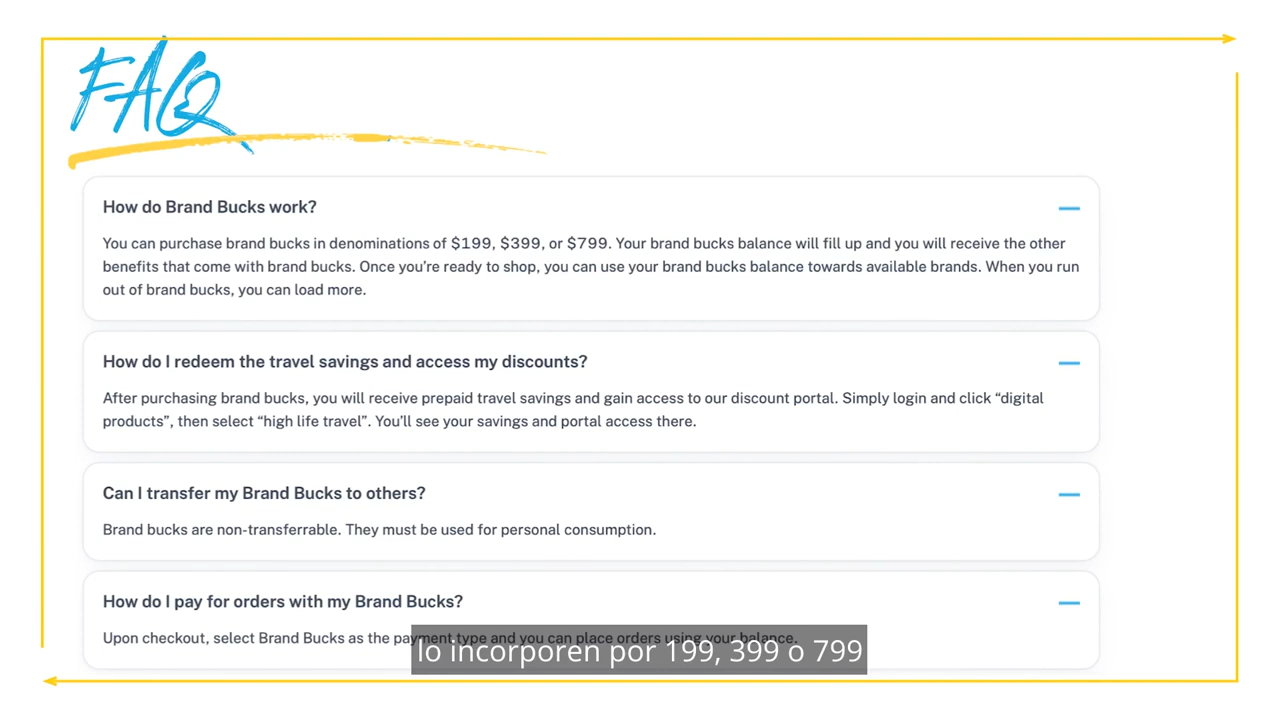 FAQ
How do Brand Bucks work?
You can purchase brand bucks in denominations of $199, $399, or $799. Your brand bucks balance will fill up and you will receive the other
benefits that come with brand bucks. Once you’re ready to shop, you can use your brand bucks balance towards available brands. When you run
out of brand bucks, you can load more.
How do I redeem the travel savings and access my discounts?
After purchasing brand bucks, you will receive prepaid travel savings and gain access to our discount portal. Simply login and click “digital
products”, then select “high life travel”. You’ll see your savings and portal access there.
Can I transfer my Brand Bucks to others?
Brand bucks are non-transferrable. They must be used for personal consumption.
How do I pay for orders with my Brand Bucks?
Upon checkout, select Brand Bucks as the payment type and you can place orders using your balance.
lo incorporen por 199, 399 o 799